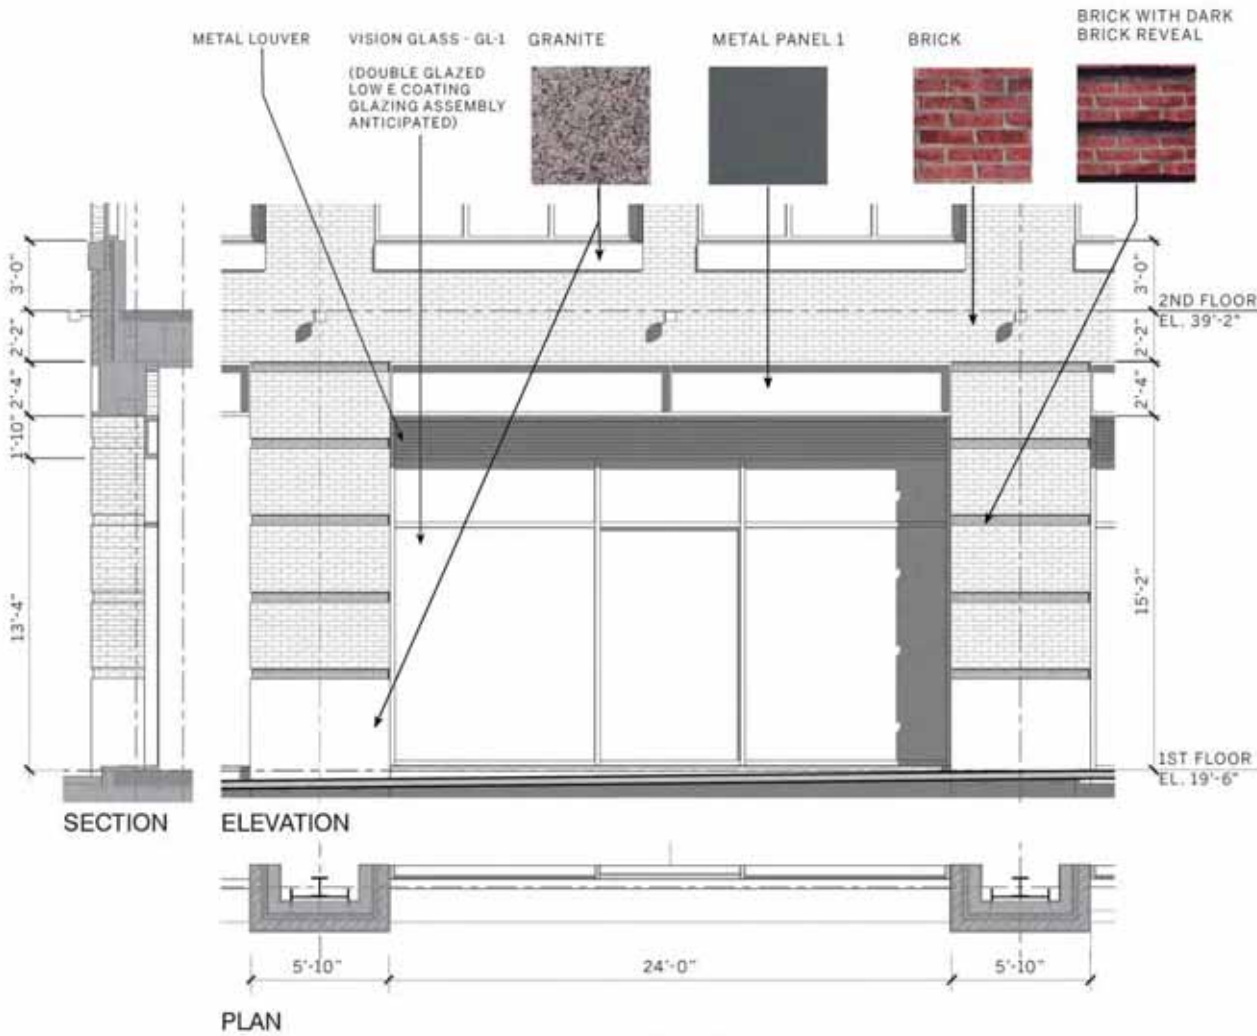 METAL LOUVER
VISION GLASS - GL-1
(DOUBLE GLAZED
LOW E COATING
GLAZING ASSEMBLY
ANTICIPATED)
GRANITE
METAL PANEL 1
BRICK
BRICK WITH DARK
BRICK REVEAL
3'-0"
2'-2"
2'-4"
1'-10"
13'-4"
3'-0"
2ND FLOOR
EL. 39'-2"
2'-2"
2'-4"
15'-2"
1ST FLOOR
EL. 19'-6"
SECTION
ELEVATION
5'-10"
24'-0"
5'-10"
PLAN